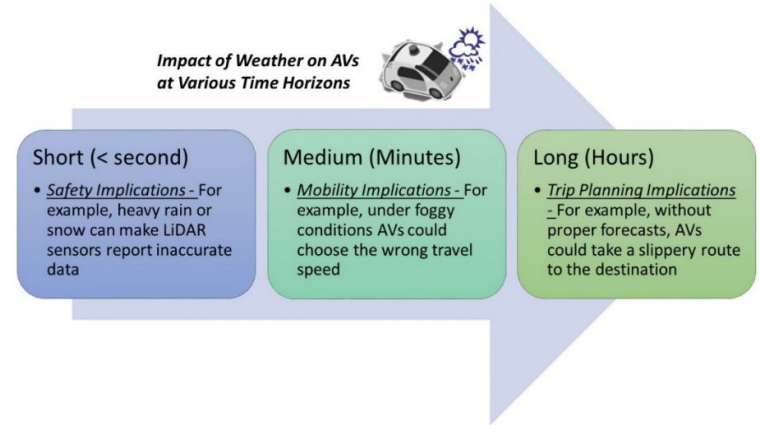 Impact of Weather on AVs
at Various Time Horizons
Short (< second)
• Safety Implications - For
example, heavy rain or
snow can make LiDAR
sensors report inaccurate
data
Medium (Minutes)
• Mobility Implications - For
example, under foggy
conditions AVs could
choose the wrong travel
speed
Long (Hours)
• Trip Planning Implications
- For example, without
proper forecasts, AVs
could take a slippery route
to the destination